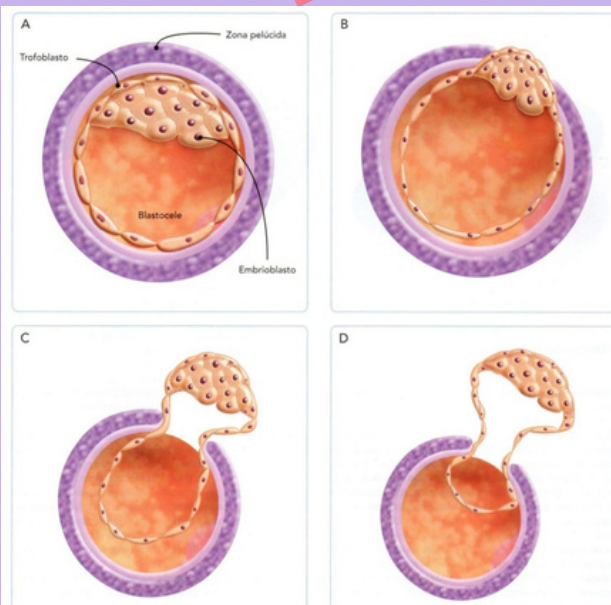 A
Zona pelúcida
Trofoblasto
Blastocele
Embrioblasto
B
C
D